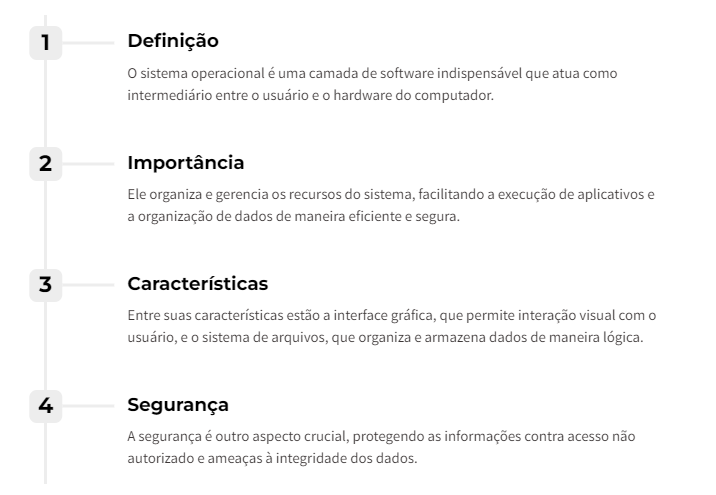 1
Definição
O sistema operacional é uma camada de software indispensável que atua como
intermediário entre o usuário e o hardware do computador.
2
Importância
Ele organiza e gerencia os recursos do sistema, facilitando a execução de aplicativos e
a organização de dados de maneira eficiente e segura.
3
Características
Entre suas características estão a interface gráfica, que permite interação visual com o
usuário, e o sistema de arquivos, que organiza e armazena dados de maneira lógica.
4
Segurança
A segurança é outro aspecto crucial, protegendo as informações contra acesso não
autorizado e ameaças à integridade dos dados.